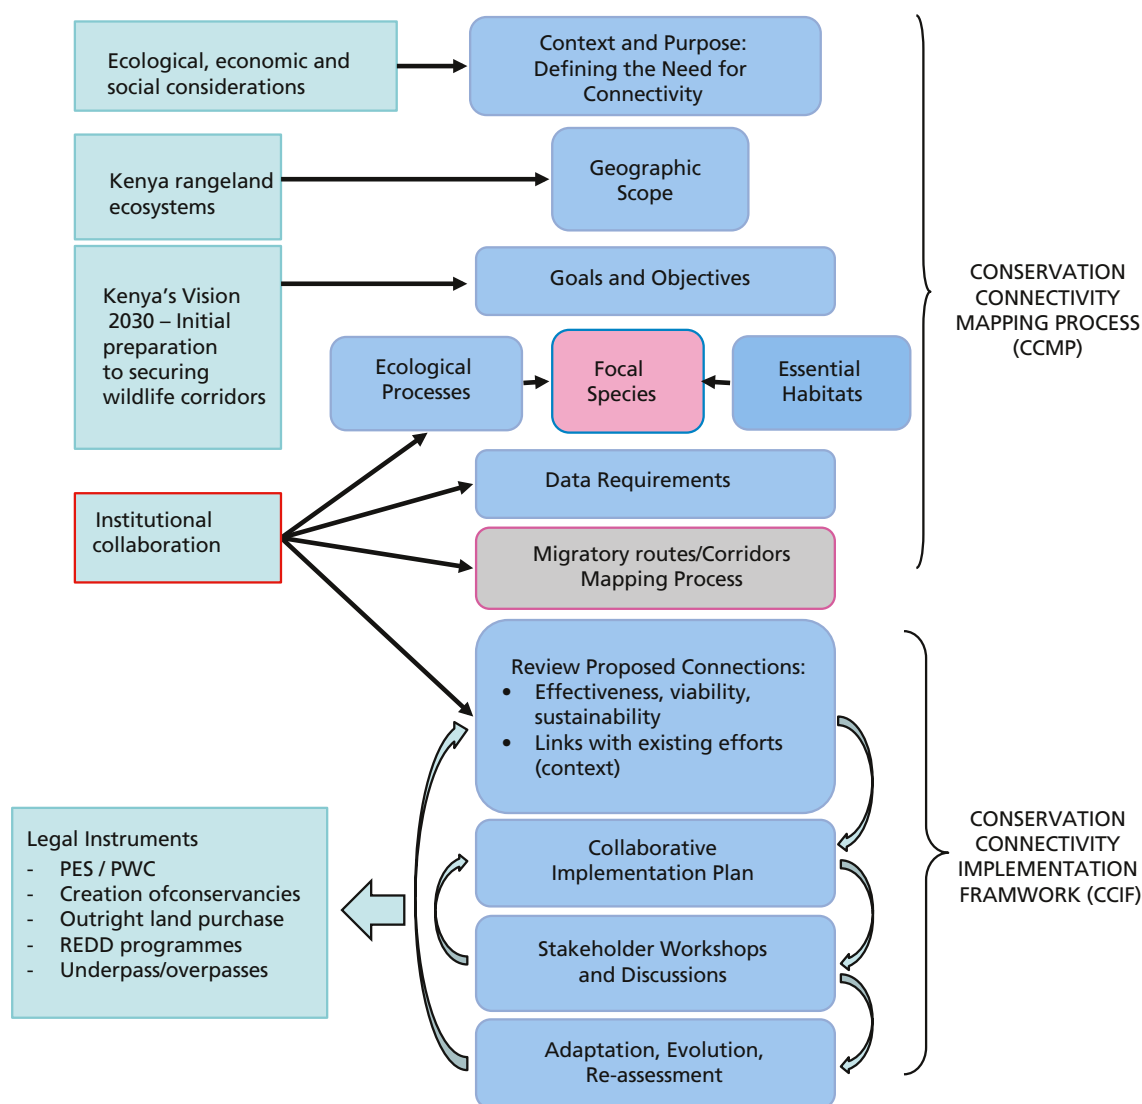 Ecological, economic and
social considerations
Context and Purpose:
Defining the Need for
Connectivity
Kenya rangeland
ecosystems
Geographic
Scope
Kenya's Vision
2030 – Initial
preparation
to securing
wildlife corridors
Goals and Objectives
Ecological
Processes
Focal
Species
Essential
Habitats
CONSERVATION
CONNECTIVITY
MAPPING PROCESS
(CCMP)
Institutional
collaboration
Data Requirements
Migratory routes/Corridors
Mapping Process
Review Proposed Connections:
• Effectiveness, viability,
sustainability
• Links with existing efforts
(context)
Legal Instruments
- PES / PWC
- Creation ofconservancies
- Outright land purchase
- REDD programmes
- Underpass/overpasses
Collaborative
Implementation Plan
Stakeholder Workshops
and Discussions
Adaptation, Evolution,
Re-assessment
CONSERVATION
CONNECTIVITY
IMPLEMENTATION
FRAMWORK (CCIF)